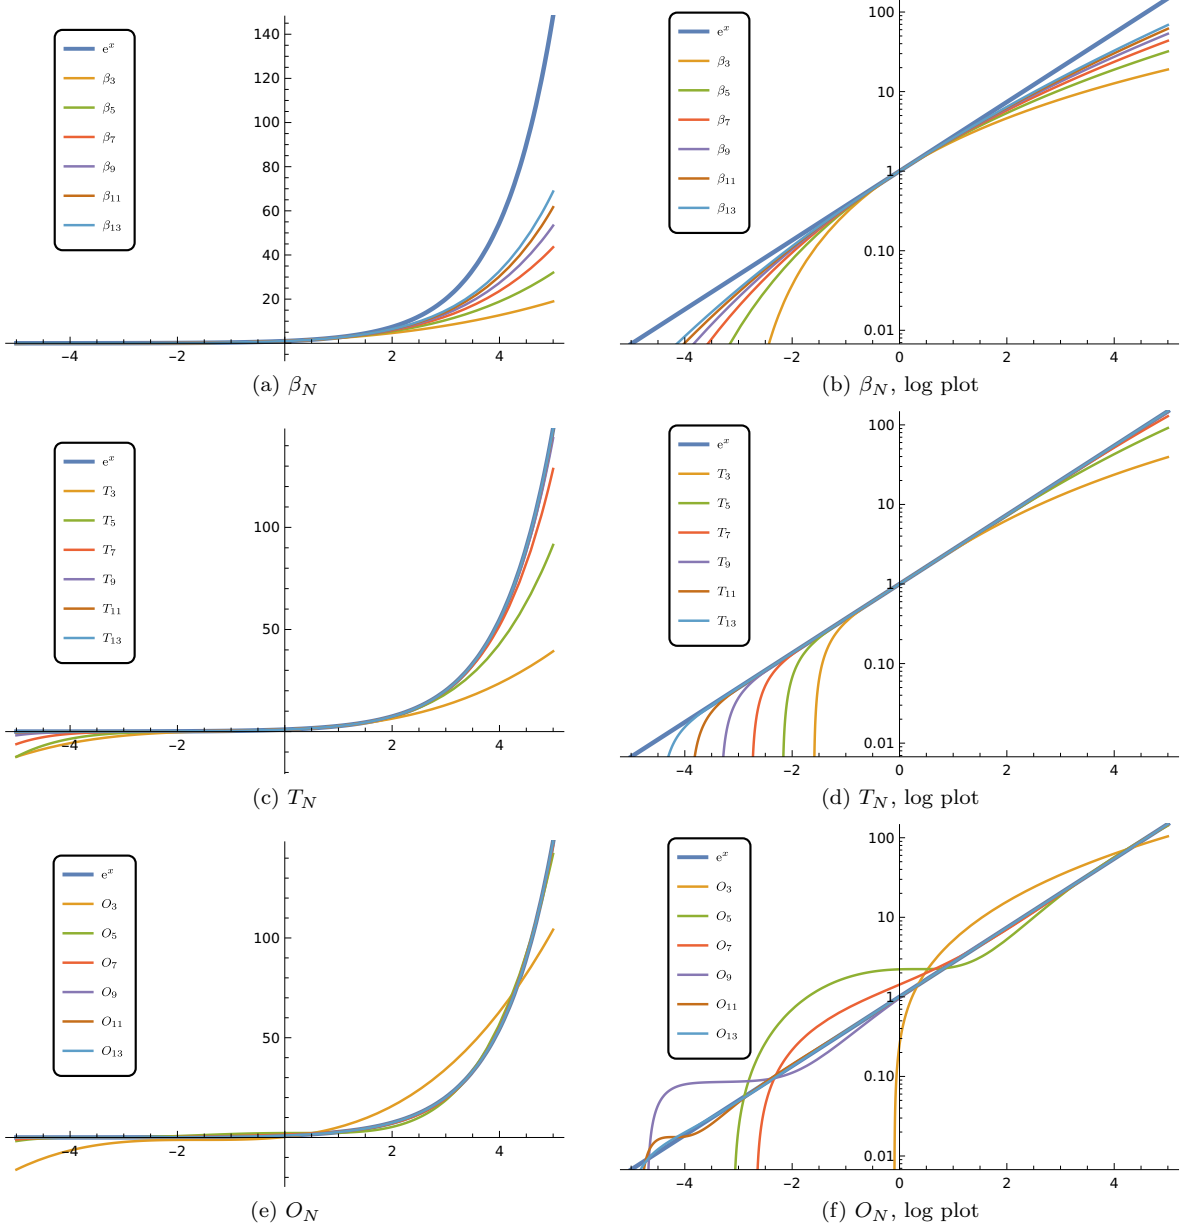 e^x
β_3
β_5
β_7
β_9
β_11
β_13
140
120
100
80
60
40
20
−4
−2
2
4
(a) β_N
e^x
β_3
β_5
β_7
β_9
β_11
β_13
100
10
1
0.10
0.01
−4
−2
0
2
4
(b) β_N, log plot
e^x
T_3
T_5
T_7
T_9
T_11
T_13
100
50
−4
−2
2
4
(c) T_N
e^x
T_3
T_5
T_7
T_9
T_11
T_13
100
10
1
0.10
0.01
−4
−2
0
2
4
(d) T_N, log plot
e^x
O_3
O_5
O_7
O_9
O_11
O_13
100
50
−4
−2
2
4
(e) O_N
e^x
O_3
O_5
O_7
O_9
O_11
O_13
100
10
1
0.10
0.01
−4
−2
0
2
4
(f) O_N, log plot